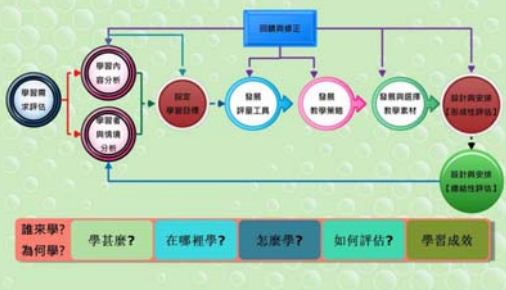 回饋與修正
學習需
求評估
學習內
容分析
學習者
與情境
分析
設定
學習目標
發展
評量工具
發展
教學策略
發展與選擇
教學素材
設計與安排
【形成性評估】
設計與安排
【總結性評估】
誰來學?
為何學?
學甚麼?
在哪裡學?
怎麼學?
如何評估?
學習成效